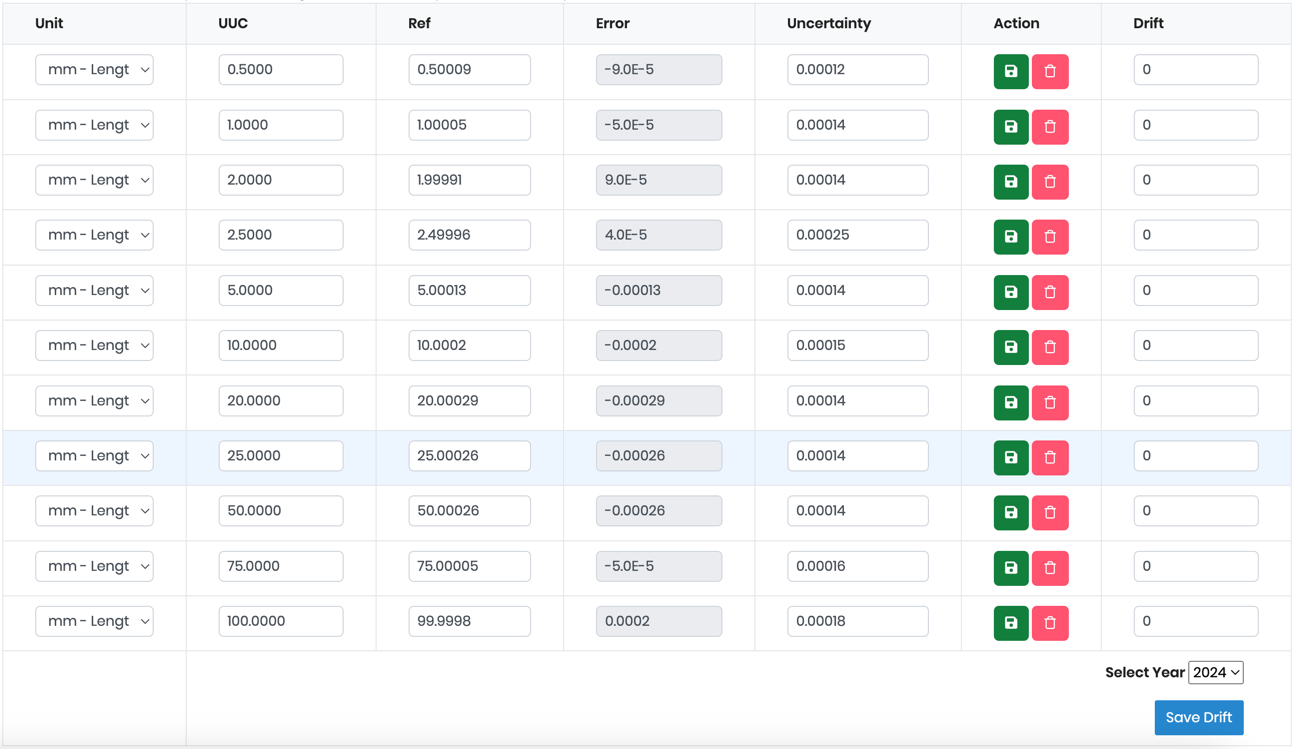 Unit UUC Ref Error Uncertainty Action Drift
mm - Lengt 0.5000 0.50009 -9.0E-5 0.00012 0
mm - Lengt 1.0000 1.00005 -5.0E-5 0.00014 0
mm - Lengt 2.0000 1.99991 9.0E-5 0.00014 0
mm - Lengt 2.5000 2.49996 4.0E-5 0.00025 0
mm - Lengt 5.0000 5.00013 -0.00013 0.00014 0
mm - Lengt 10.0000 10.0002 -0.0002 0.00015 0
mm - Lengt 20.0000 20.00029 -0.00029 0.00014 0
mm - Lengt 25.0000 25.00026 -0.00026 0.00014 0
mm - Lengt 50.0000 50.00026 -0.00026 0.00014 0
mm - Lengt 75.0000 75.00005 -5.0E-5 0.00016 0
mm - Lengt 100.0000 99.9998 0.0002 0.00018 0
Select Year 2024
Save Drift